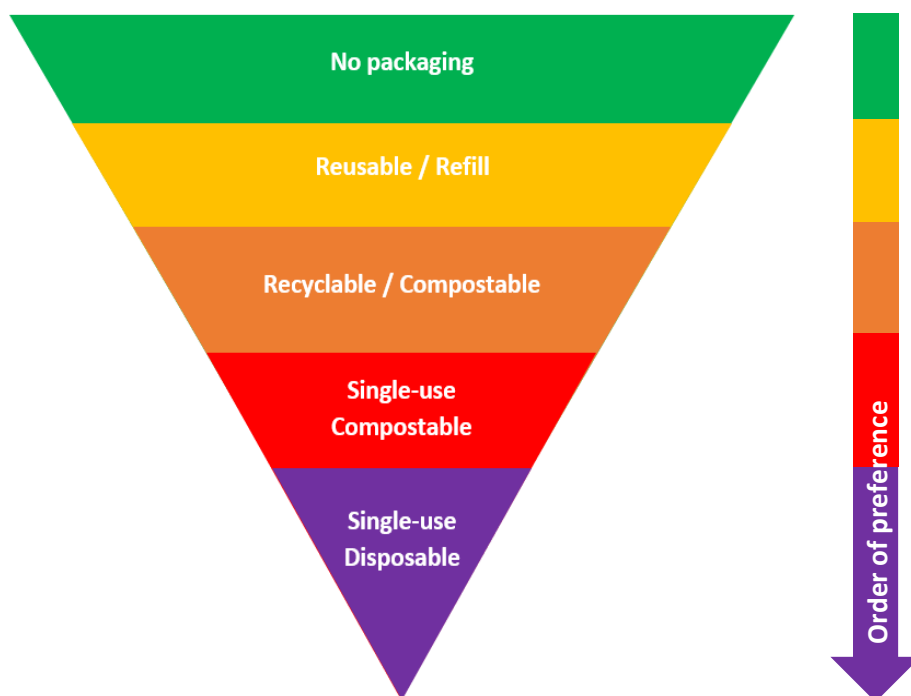 No packaging
Reusable / Refill
Recyclable / Compostable
Single-use
Compostable
Single-use
Disposable
Order of preference